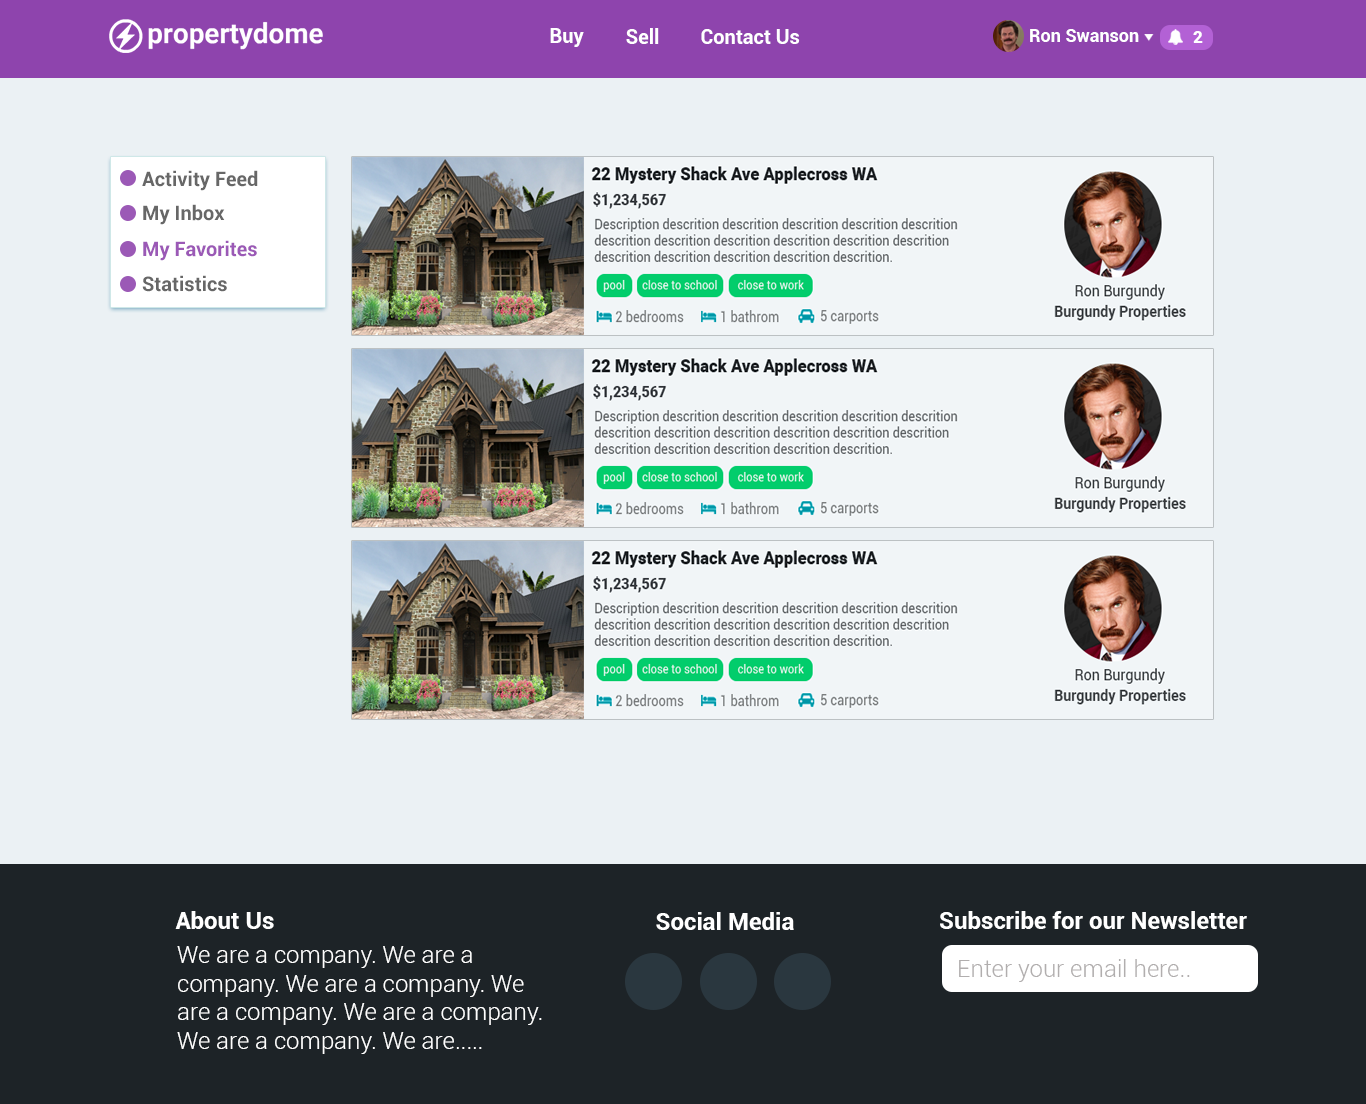 propertydome
Buy
Sell
Contact Us
Ron Swanson
2
Activity Feed
My Inbox
My Favorites
Statistics
22 Mystery Shack Ave Applecross WA
$1,234,567
Description descrition descrition descrition descrition descrition
descrition descrition descrition descrition descrition descrition
descrition descrition descrition descrition descrition.
pool
close to school
close to work
2 bedrooms
1 bathrom
5 carports
Ron Burgundy
Burgundy Properties
22 Mystery Shack Ave Applecross WA
$1,234,567
Description descrition descrition descrition descrition descrition
descrition descrition descrition descrition descrition descrition
descrition descrition descrition descrition descrition.
pool
close to school
close to work
2 bedrooms
1 bathrom
5 carports
Ron Burgundy
Burgundy Properties
22 Mystery Shack Ave Applecross WA
$1,234,567
Description descrition descrition descrition descrition descrition
descrition descrition descrition descrition descrition descrition
descrition descrition descrition descrition descrition.
pool
close to school
close to work
2 bedrooms
1 bathrom
5 carports
Ron Burgundy
Burgundy Properties
About Us
We are a company. We are a
company. We are a company. We
are a company. We are a company.
We are a company. We are.....
Social Media
Subscribe for our Newsletter
Enter your email here..